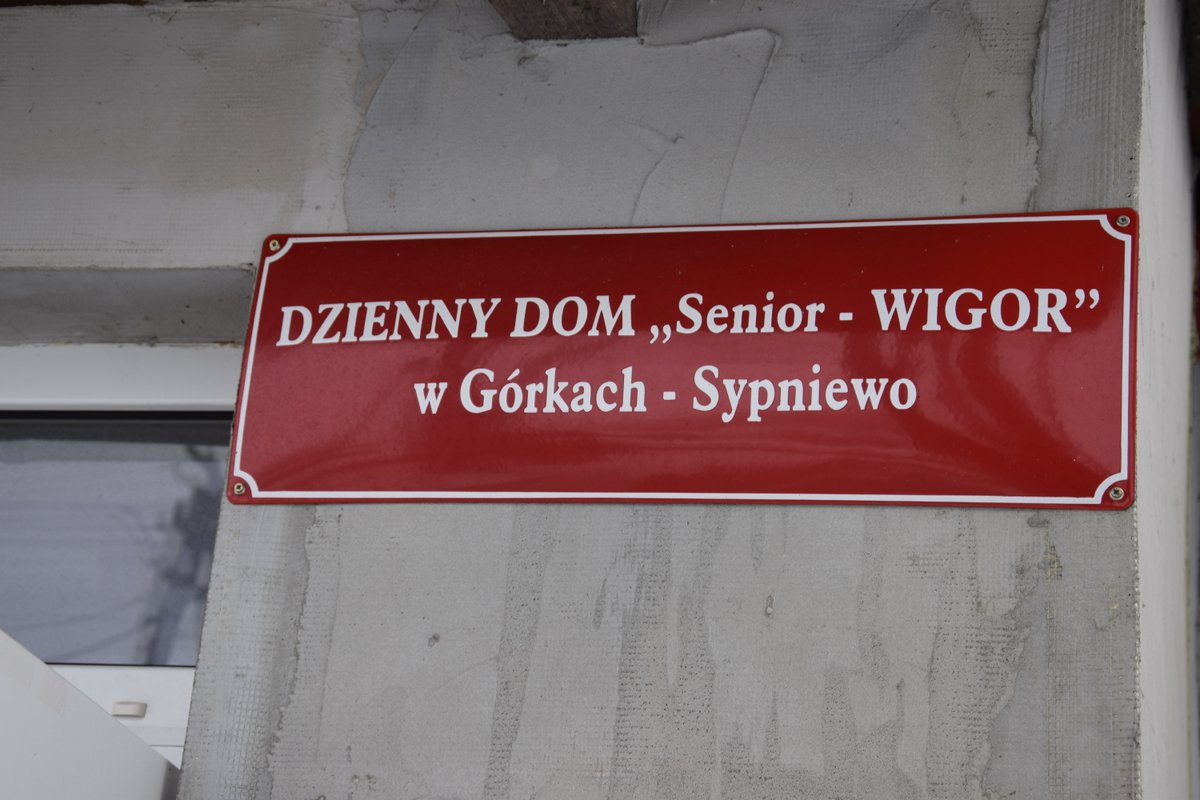 DZIENNY DOM „Senior - WIGOR”
w Górkach - Sypniewo